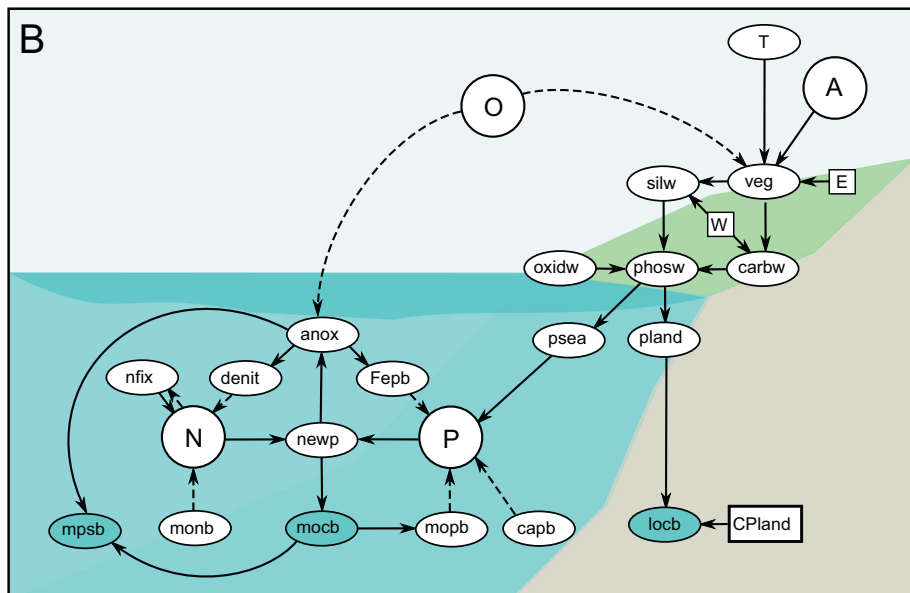 B
T
A
O
silw
veg
E
W
oxidw
phosw
carbw
anox
psea
pland
nfix
denit
Fepb
N
newp
P
mpsb
monb
mocb
mopb
capb
locb
CPland